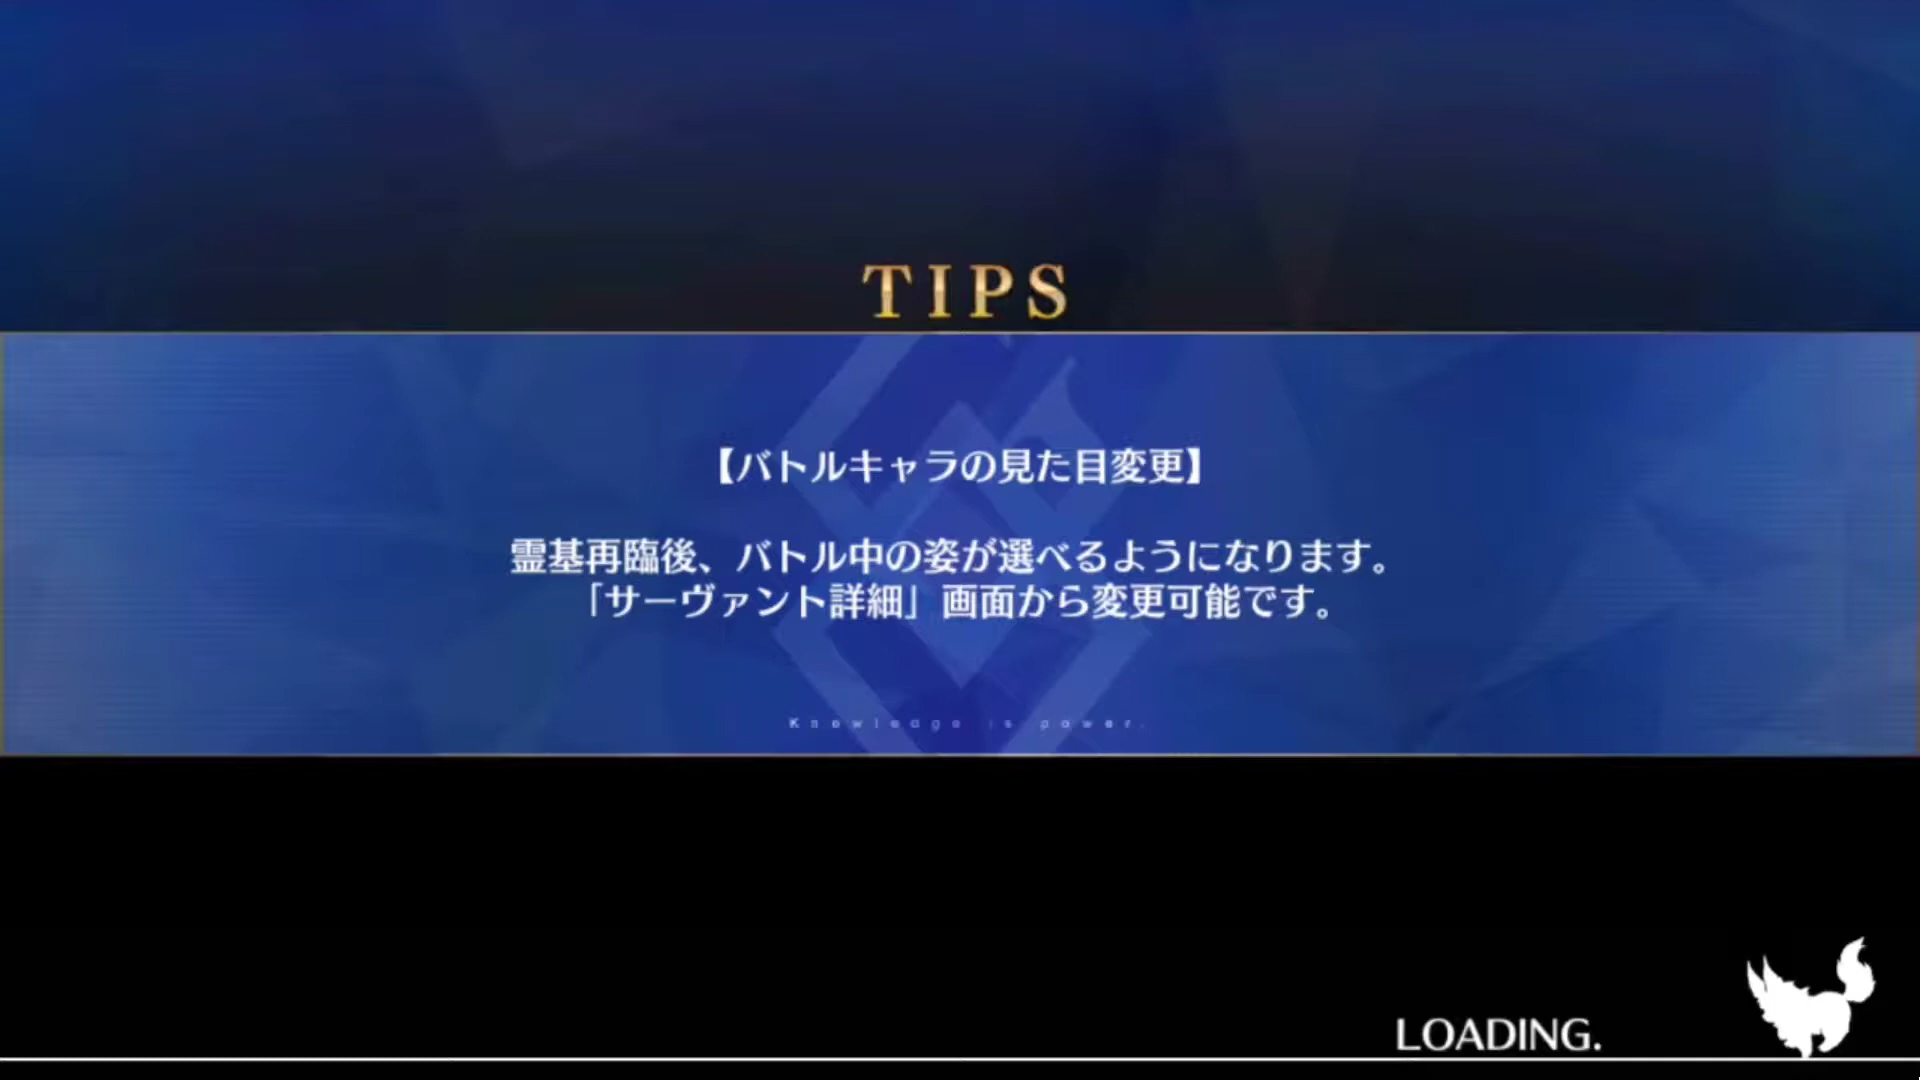 TIPS
【バトルキャラの見た目変更】
霊基再臨後、バトル中の姿が選べるようになります。
「サーヴァント詳細」画面から変更可能です。
Knowledge is power.
LOADING.